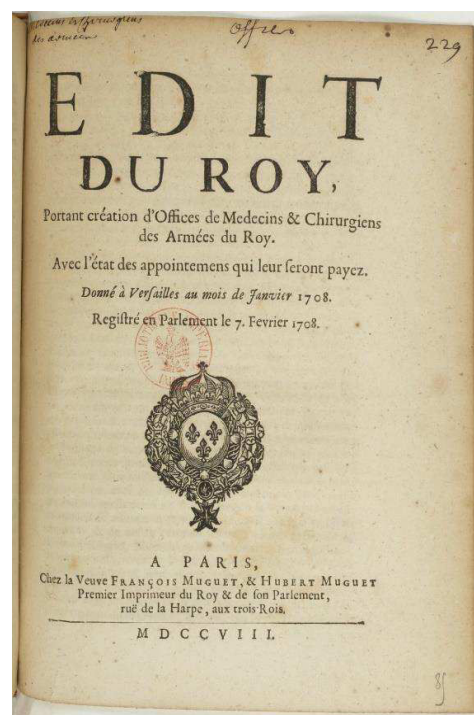 Offices
229
EDIT
DU ROY,
Portant création d'Offices de Medecins & Chirurgiens
des Armées du Roy.
Avec l'état des appointemens qui leur ſeront payez.
Donné à Verſailles au mois de Janvier 1708.
Regiſtré en Parlement le 7. Fevrier 1708.
A PARIS,
Chez la Veuve FRANÇOIS MUGUET, & HUBERT MUGUET
Premier Imprimeur du Roy & de ſon Parlement,
ruë de la Harpe, aux trois Rois.
MDCCVIII.